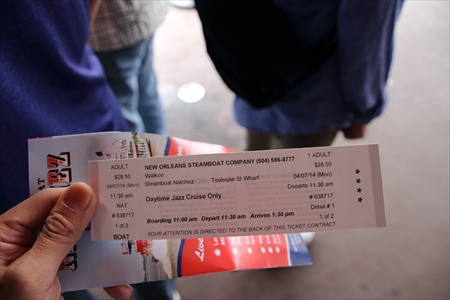 ADULT
$28.50
04/07/14 (Mon)
11:30 am
NAT
# 638717
1 of 2
BOAT
NEW ORLEANS STEAMBOAT COMPANY (504) 586-8777
Walkon
Steamboat Natchez Toulouse St Wharf
Cruise Only
Daytime Jazz Cruise
Boarding 11:00 am Depart 11:30 am Arrives 1:30 pm
YOUR ATTENTION IS DIRECTED TO THE BACK OF THIS TICKET CONTRACT
1 ADULT
$28.50
04/07/14 (Mon)
Departs 11:30 am
# 638717
Detail # 1
1 of 2
* * * *
Live